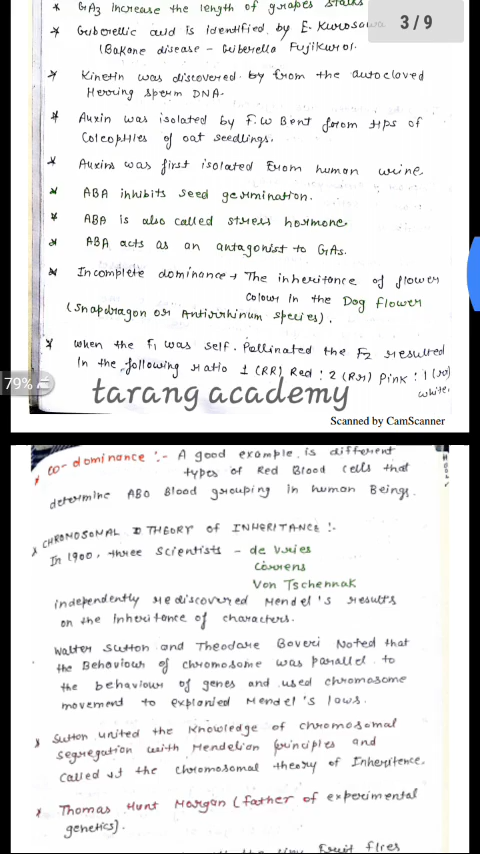 * GA3 increase the length of grapes stalks
3 / 9
* Gibberellic acid is identified by E. Kurosawa
(Bakane disease - Gibberella Fujikuroi.
* Kinetin was discovered by from the autocloved
Herring sperm DNA.
* Auxin was isolated by F.W Bent form tips of
Coleoptiles of oat seedlings.
* Auxins was first isolated from human urine.
* ABA inhibits seed germination.
* ABA is also called stress hormone.
* ABA acts as an antagonist to GAs.
* Incomplete dominance → The inheritance of flower
colour in the Dog flower
(Snapdragon or Antirirhinum species).
* when the F1 was self. Pollinated the F2 resulted
In the following ratio 1 (RR) Red : 2 (Rr) Pink : 1 (rr)
white.
79%
tarang academy
Scanned by CamScanner
* co-dominance :- A good example is different
types of Red Blood cells that
determine ABO Blood grouping in human Beings.
* CHROMOSOMAL THEORY OF INHERITANCE :-
In 1900, three Scientists - de Vries
Correns
Von Tschennak
independently rediscovered Mendel's results
on the Inheritance of characters.
Walter Sutton and Theodare Boveri Noted that
the Behaviour of chromosome was parallel to
the behaviour of genes and used chromosome
movement to explanied Mendel's laws.
* Sutton united the knowledge of chromosomal
segregation with Mendelian principles and
called it the chromosomal theory of Inheritence.
* Thomas Hunt Morgan (father of experimental
genetics).
Fruit flies